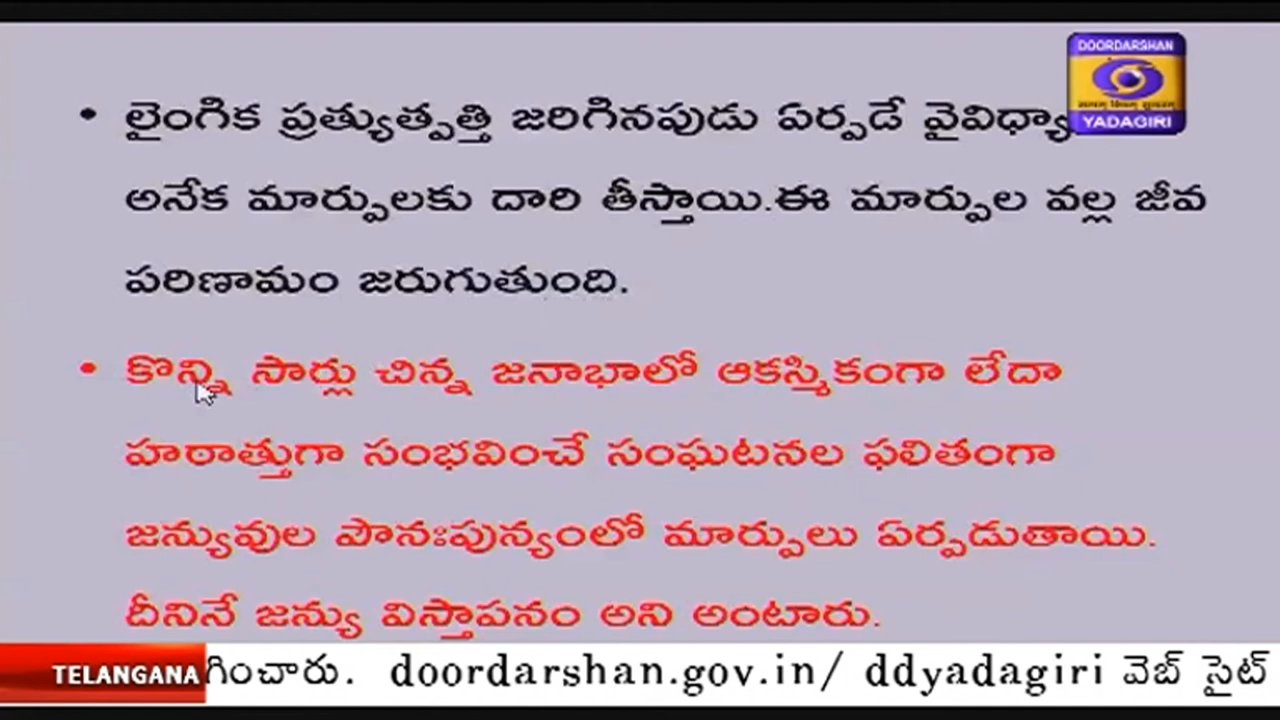 DOORDARSHAN
YADAGIRI
• లైంగిక ప్రత్యుత్పత్తి జరిగినపుడు ఏర్పడే
అనేక మార్పులకు దారి తీస్తాయి.ఈ మార్పుల వల్ల జీవ
పరిణామం జరుగుతుంది.
• కొన్ని సార్లు చిన్న జనాభాలో ఆకస్మికంగా లేదా
హఠాత్తుగా సంభవించే సంఘటనల ఫలితంగా
జన్యువుల పౌనఃపున్యంలో మార్పులు ఏర్పడుతాయి.
దీనినే జన్యు విస్తాపనం అని అంటారు.
TELANGANA గించారు. doordarshan.gov.in/ ddyadagiri వెబ్ సైట్